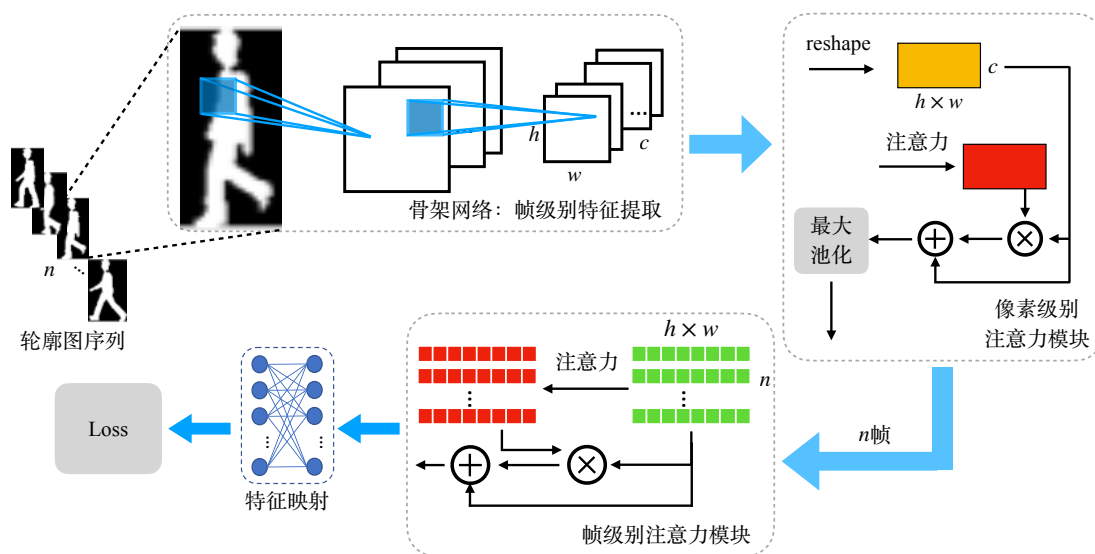 h
c
w
骨架网络：帧级别特征提取
n
...
轮廓图序列
reshape
c
h × w
注意力
最大
池化
像素级别
注意力模块
n帧
h × w
注意力
n
帧级别注意力模块
特征映射
Loss